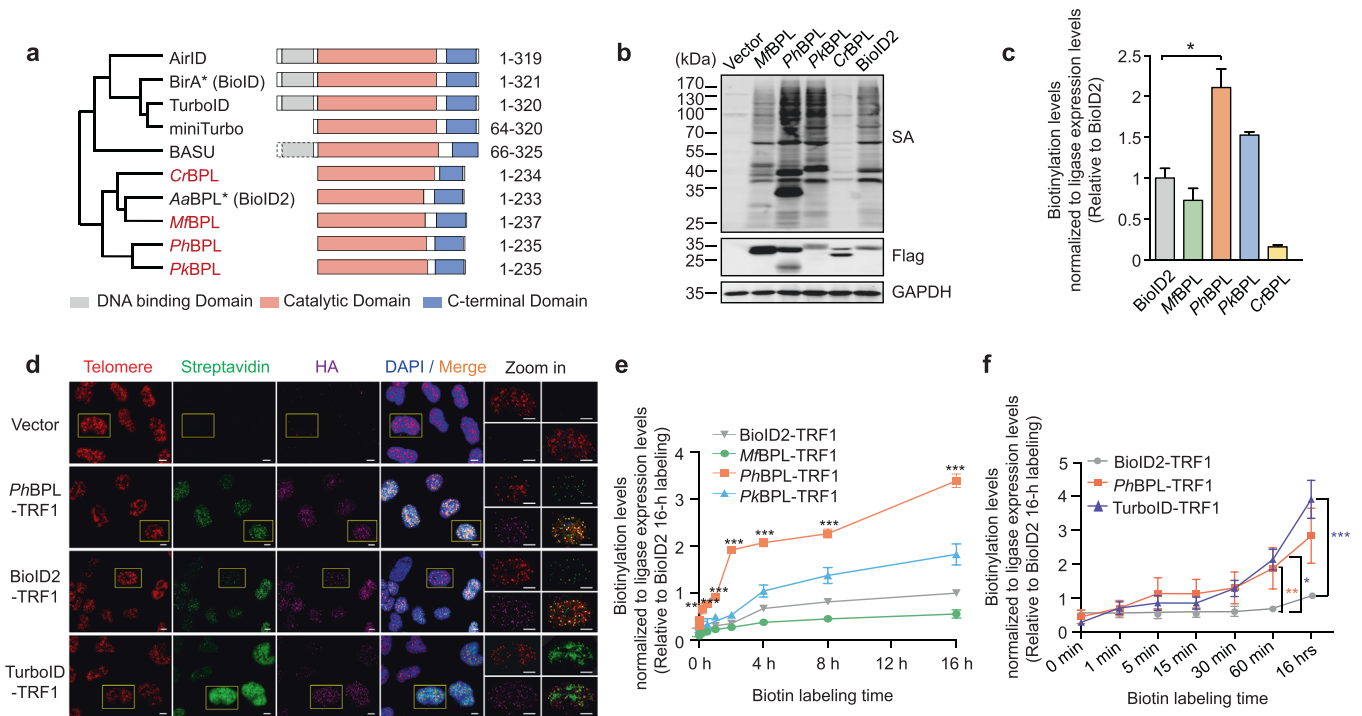 a
AirID 1-319
BirA* (BioID) 1-321
TurboID 1-320
miniTurbo 64-320
BASU 66-325
CrBPL 1-234
AaBPL* (BioID2) 1-233
MfBPL 1-237
PhBPL 1-235
PkBPL 1-235
DNA binding Domain Catalytic Domain C-terminal Domain
b
(kDa) Vector MfBPL PhBPL PkBPL CrBPL BioID2
170
130
100
70
55
40
35
25
SA
35
25
Flag
35
GAPDH
c
Biotinylation levels
normalized to ligase expression levels
(Relative to BioID2)
2.5
2.0
1.5
1.0
0.5
0
*
BioID2 MfBPL PhBPL PkBPL CrBPL
d
Telomere Streptavidin HA DAPI / Merge Zoom in
Vector
PhBPL
-TRF1
BioID2
-TRF1
TurboID
-TRF1
e
Biotinylation levels
normalized to ligase expression levels
(Relative to BioID2 16-h labeling)
BioID2-TRF1
MfBPL-TRF1
PhBPL-TRF1
PkBPL-TRF1
4
3
2
1
0
*** *** *** ***
0 h 4 h 8 h 12 h 16 h
Biotin labeling time
f
Biotinylation levels
normalized to ligase expression levels
(Relative to BioID2 16-h labeling)
BioID2-TRF1
PhBPL-TRF1
TurboID-TRF1
5
4
3
2
1
0
** * ***
0 min 1 min 5 min 15 min 30 min 60 min 16 hrs
Biotin labeling time